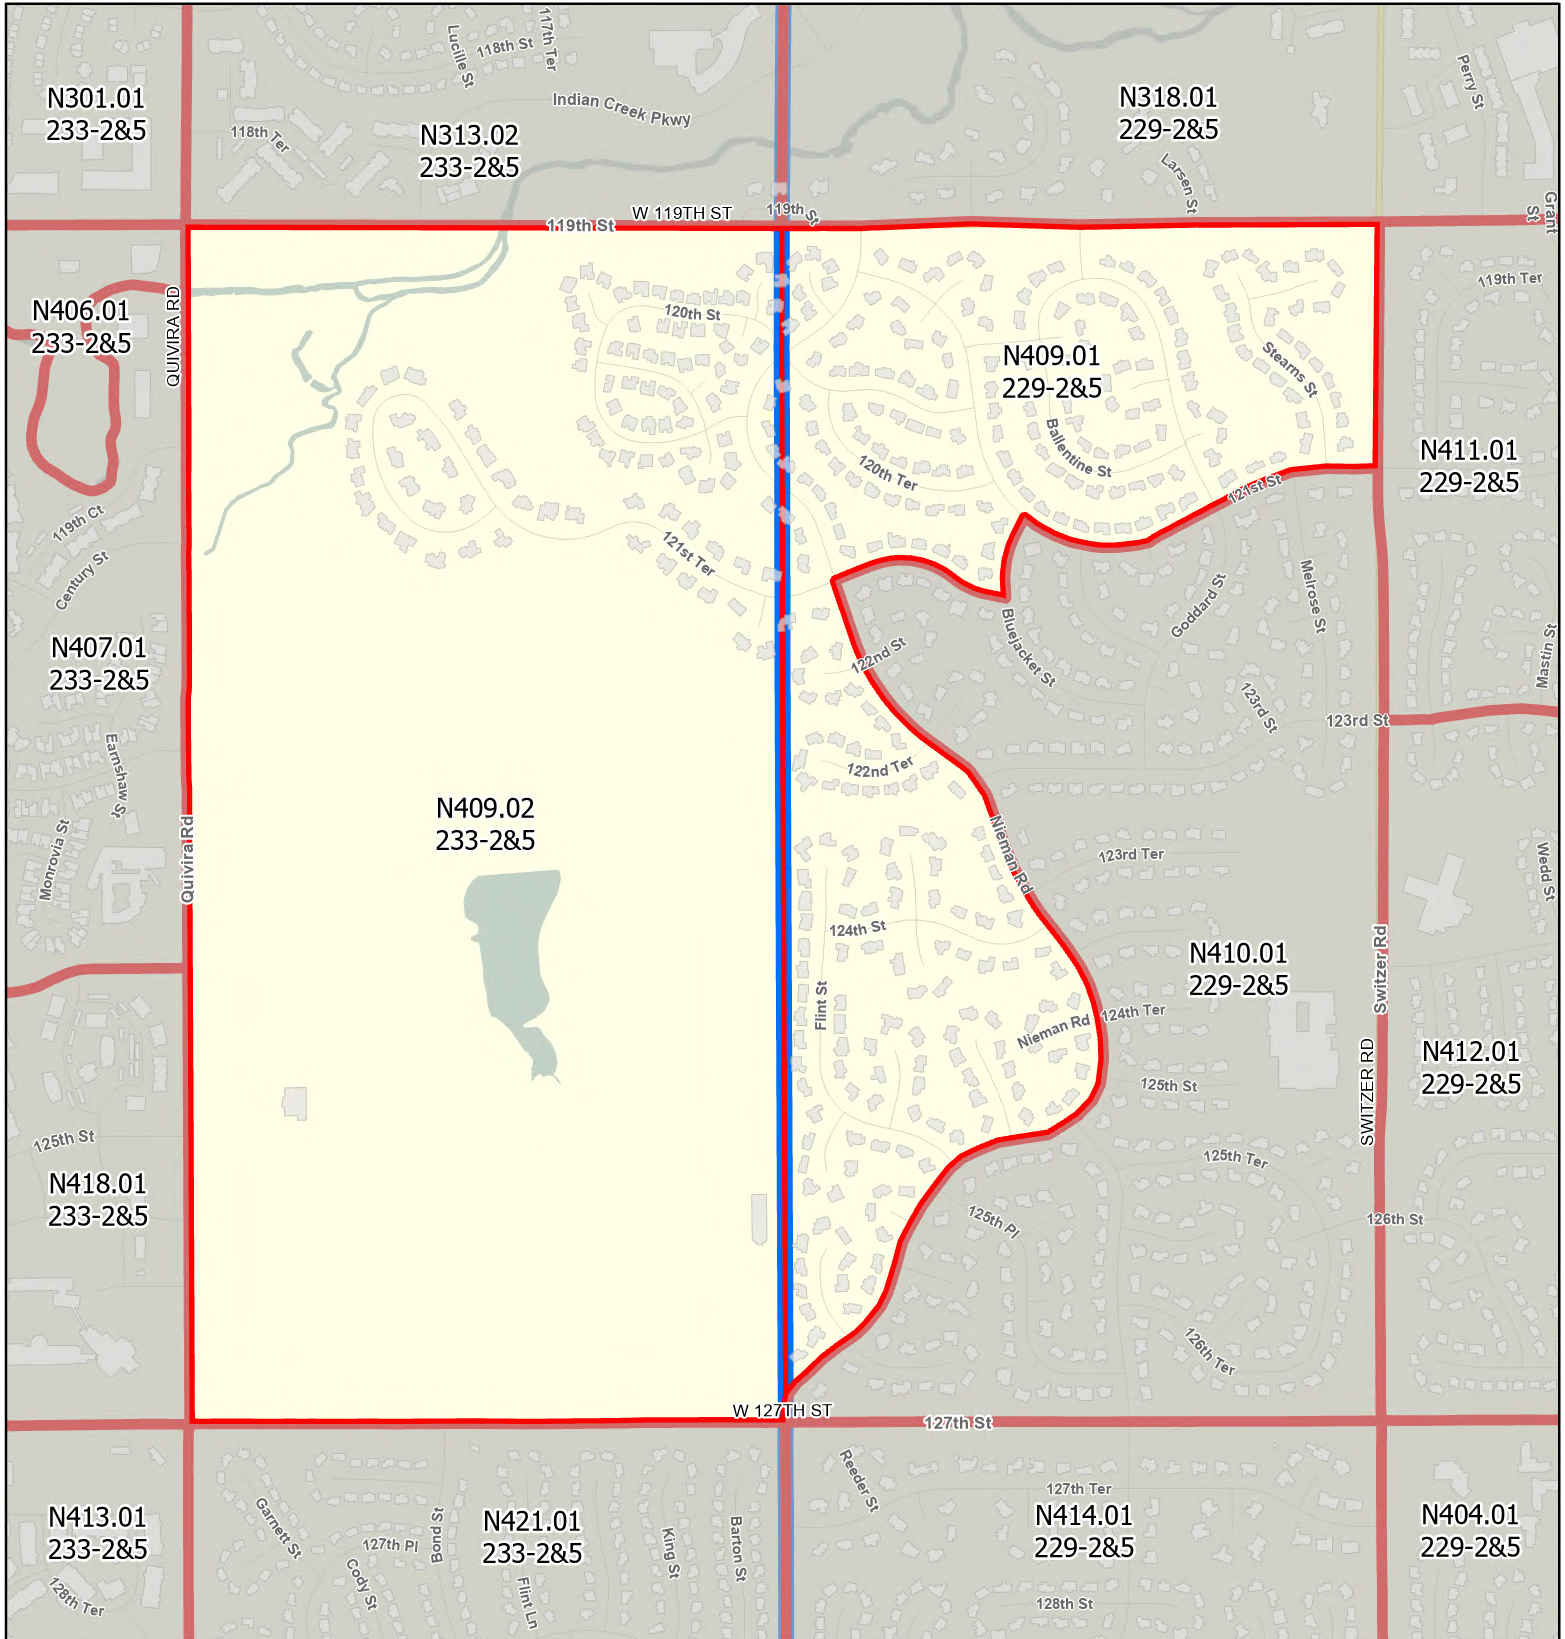 117th Ter
Lucille St
118th St
Perry St
N301.01
233-2&5
Indian Creek Pkwy
N318.01
229-2&5
118th Ter
N313.02
233-2&5
Larsen St
W 119TH ST
119th St
119th St
Grant St
119th Ter
N406.01
233-2&5
QUIVIRA RD
120th St
N409.01
229-2&5
Stearns St
Ballentine St
N411.01
229-2&5
120th Ter
121st St
119th Ct
121st Ter
Century St
Goddard St
Melrose St
Bluejacket St
N407.01
233-2&5
122nd St
Mastin St
123rd St
123rd St
Earnshaw St
122nd Ter
N409.02
233-2&5
Quivira Rd
Monrovia St
Nieman Rd
123rd Ter
Wedd St
124th St
N410.01
229-2&5
Switzer Rd
Flint St
Nieman Rd
124th Ter
N412.01
229-2&5
125th St
SWITZER RD
125th St
125th Ter
N418.01
233-2&5
125th Pl
126th St
126th Ter
W 127TH ST
127th St
Reeder St
127th Ter
N413.01
233-2&5
Garnett St
Bond St
127th Pl
N421.01
233-2&5
King St
Barton St
N414.01
229-2&5
N404.01
229-2&5
Cody St
128th Ter
Flint Ln
128th St